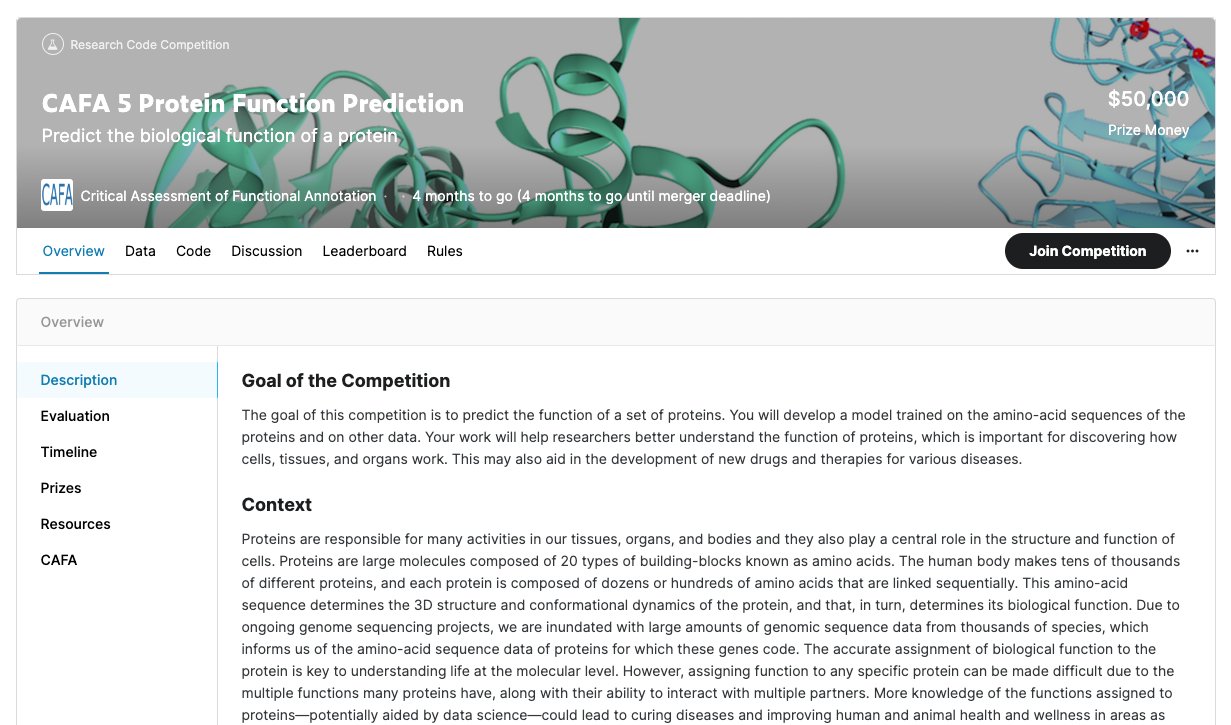 Research Code Competition
CAFA 5 Protein Function Prediction
Predict the biological function of a protein
$50,000
Prize Money
CAFA Critical Assessment of Functional Annotation · · 4 months to go (4 months to go until merger deadline)
Overview Data Code Discussion Leaderboard Rules Join Competition ...
Overview
Description
Evaluation
Timeline
Prizes
Resources
CAFA
Goal of the Competition
The goal of this competition is to predict the function of a set of proteins. You will develop a model trained on the amino-acid sequences of the
proteins and on other data. Your work will help researchers better understand the function of proteins, which is important for discovering how
cells, tissues, and organs work. This may also aid in the development of new drugs and therapies for various diseases.
Context
Proteins are responsible for many activities in our tissues, organs, and bodies and they also play a central role in the structure and function of
cells. Proteins are large molecules composed of 20 types of building-blocks known as amino acids. The human body makes tens of thousands
of different proteins, and each protein is composed of dozens or hundreds of amino acids that are linked sequentially. This amino-acid
sequence determines the 3D structure and conformational dynamics of the protein, and that, in turn, determines its biological function. Due to
ongoing genome sequencing projects, we are inundated with large amounts of genomic sequence data from thousands of species, which
informs us of the amino-acid sequence data of proteins for which these genes code. The accurate assignment of biological function to the
protein is key to understanding life at the molecular level. However, assigning function to any specific protein can be made difficult due to the
multiple functions many proteins have, along with their ability to interact with multiple partners. More knowledge of the functions assigned to
proteins—potentially aided by data science—could lead to curing diseases and improving human and animal health and wellness in areas as